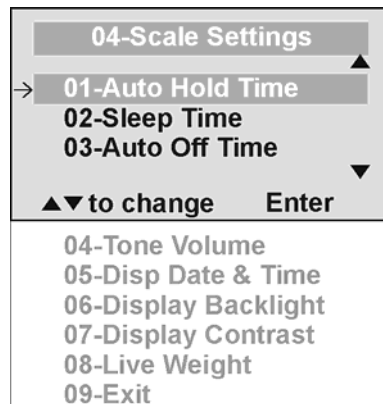 04-Scale Settings
▲
→ 01-Auto Hold Time
02-Sleep Time
03-Auto Off Time
▼
▲▼ to change Enter
04-Tone Volume
05-Disp Date & Time
06-Display Backlight
07-Display Contrast
08-Live Weight
09-Exit